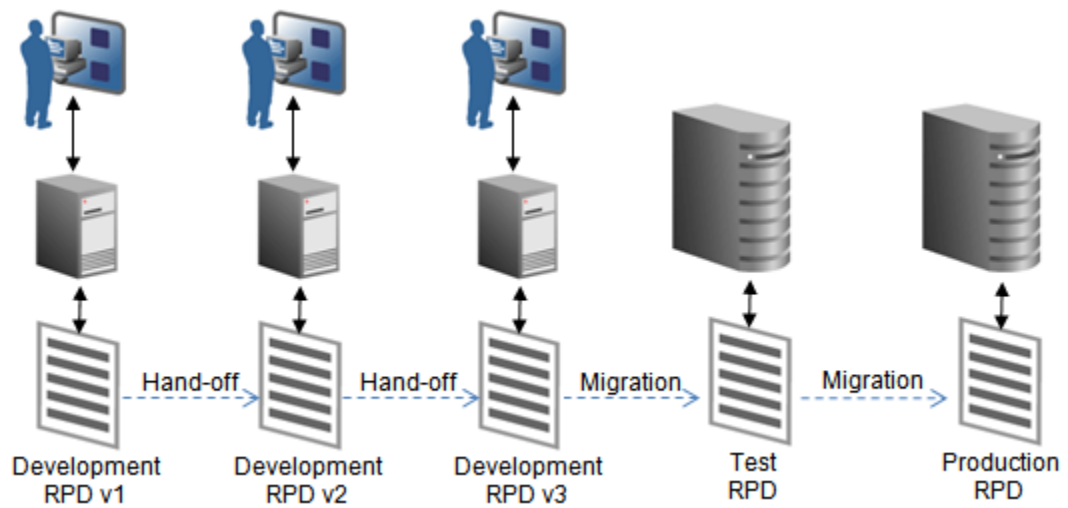 Hand-off
Hand-off
Migration
Migration
Development
RPD v1
Development
RPD v2
Development
RPD v3
Test
RPD
Production
RPD